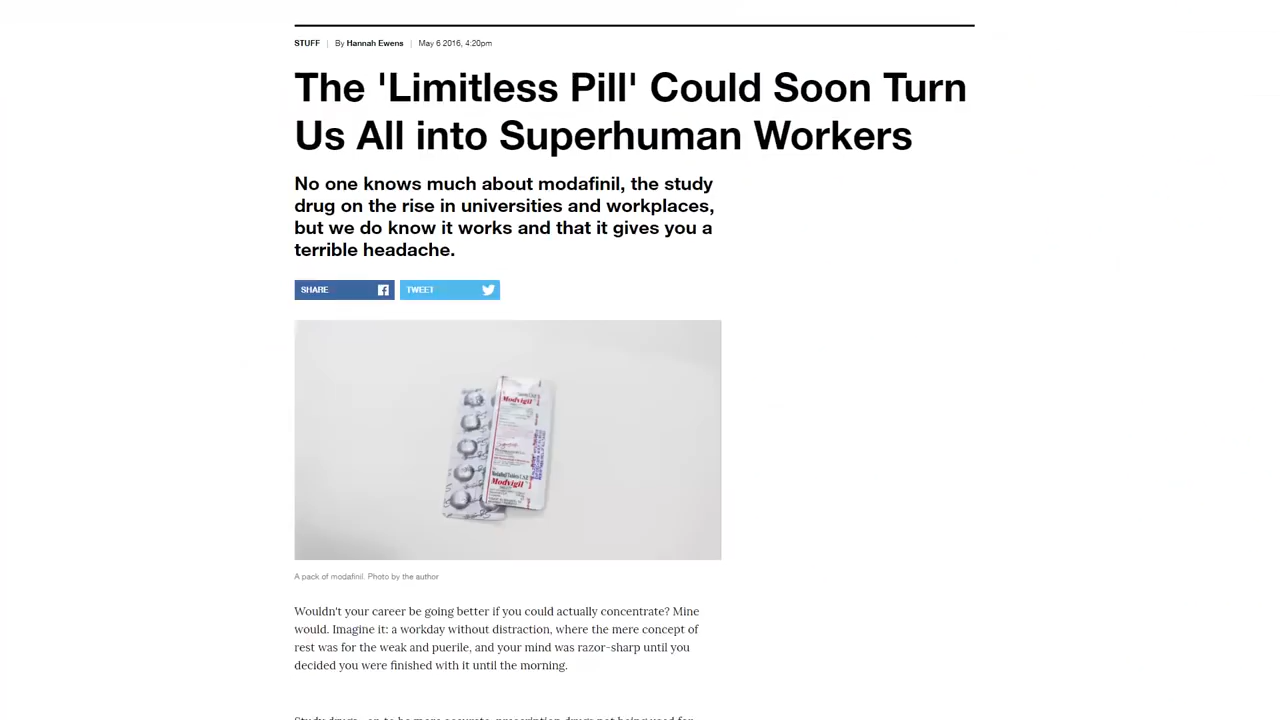 STUFF | By Hannah Ewens | May 6 2016, 4:20pm
The 'Limitless Pill' Could Soon Turn
Us All into Superhuman Workers
No one knows much about modafinil, the study
drug on the rise in universities and workplaces,
but we do know it works and that it gives you a
terrible headache.
SHARE
TWEET
Modvigil
Modvigil
A pack of modafinil. Photo by the author
Wouldn't your career be going better if you could actually concentrate? Mine
would. Imagine it: a workday without distraction, where the mere concept of
rest was for the weak and puerile, and your mind was razor-sharp until you
decided you were finished with it until the morning.